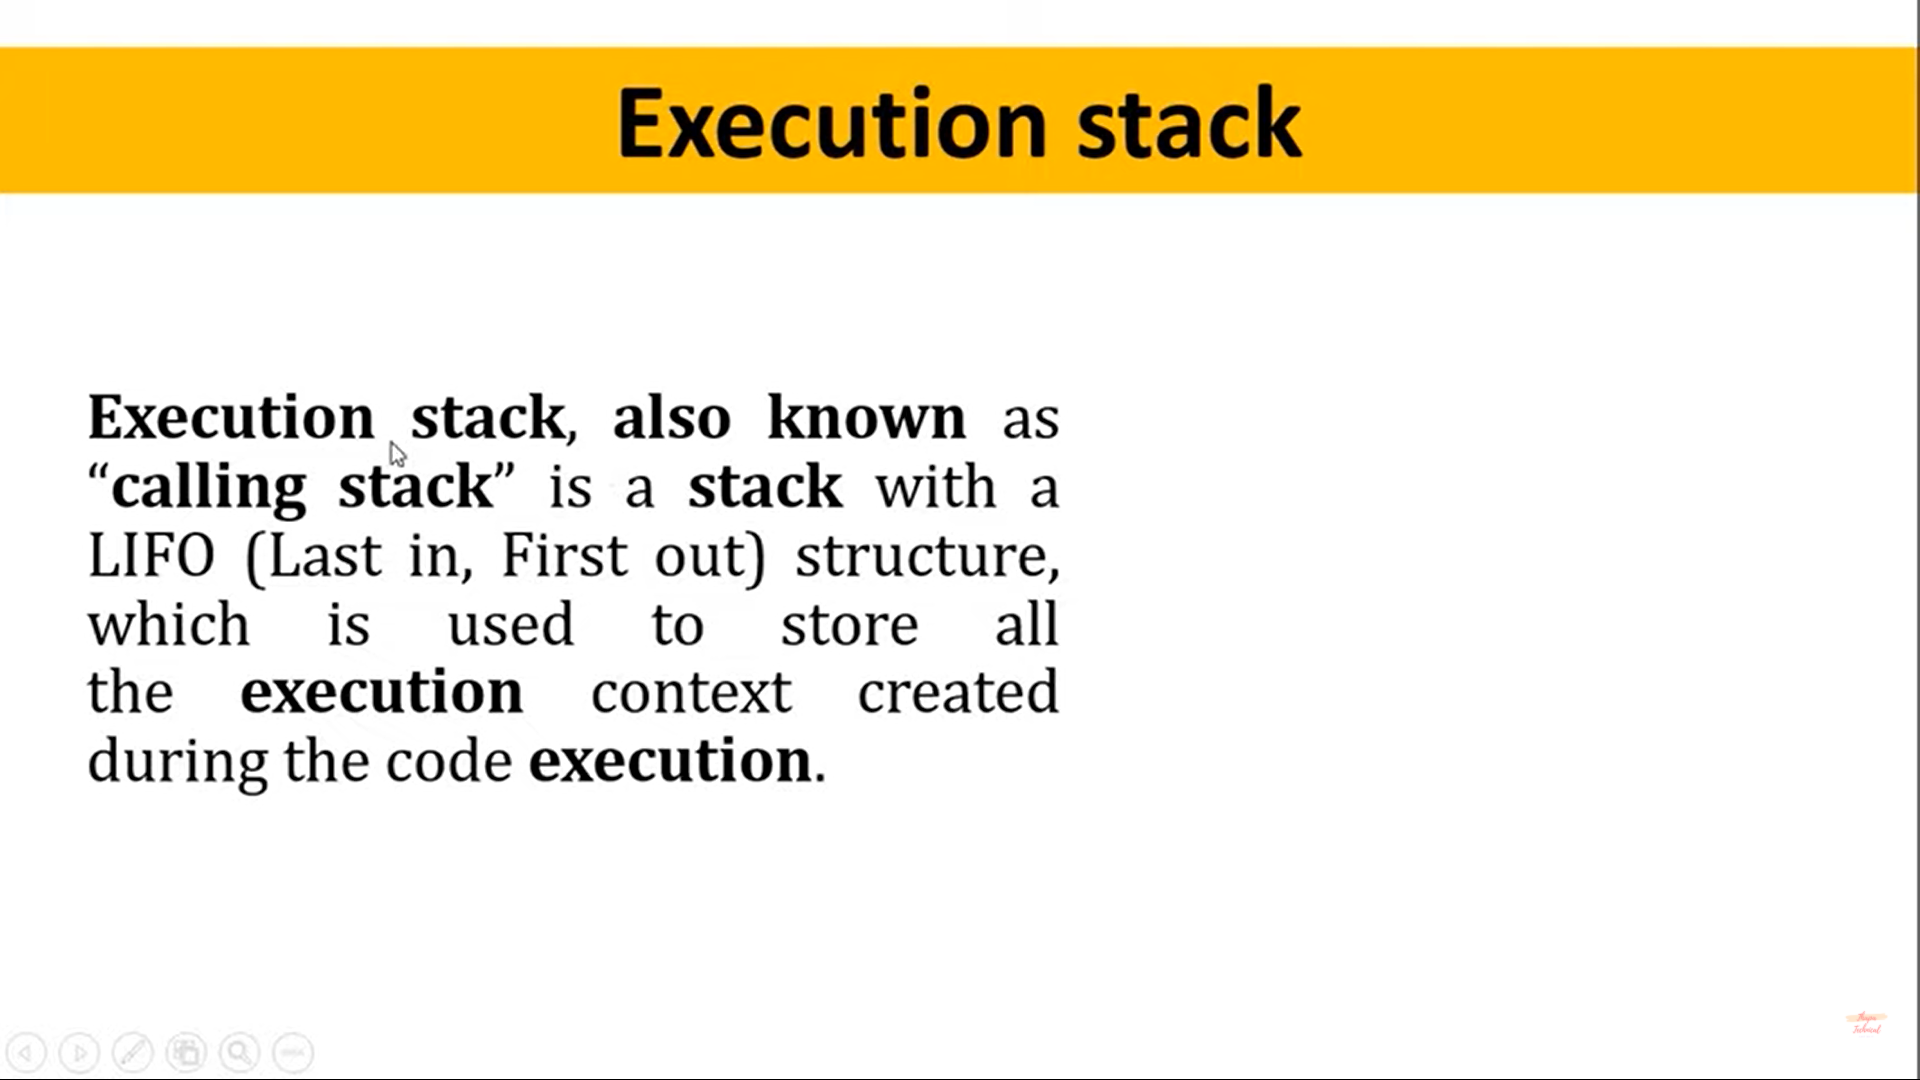 Execution stack
Execution stack, also known as
“calling stack” is a stack with a
LIFO (Last in, First out) structure,
which is used to store all
the execution context created
during the code execution.